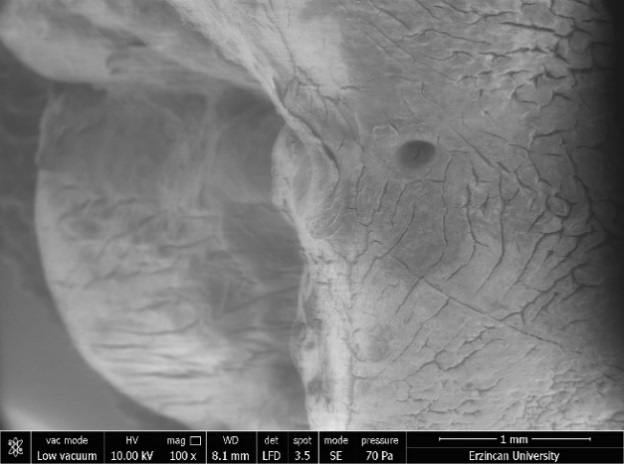 vac mode HV mag WD det spot mode pressure 1 mm
Low vacuum 10.00 kV 100 x 8.1 mm LFD 3.5 SE 70 Pa Erzincan University